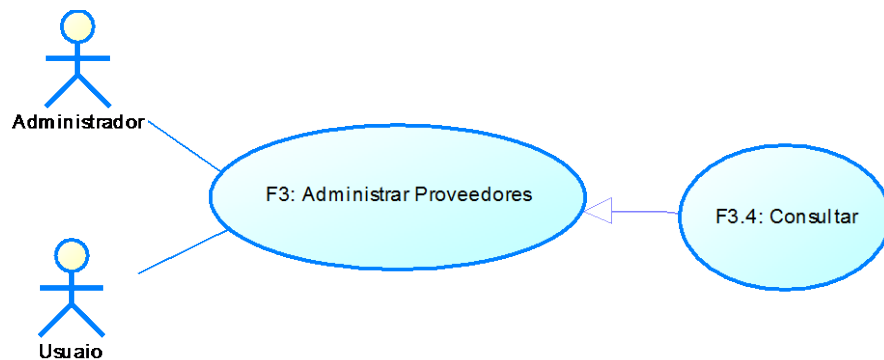 Administrador
F3: Administrar Proveedores
F3.4: Consultar
Usuaio